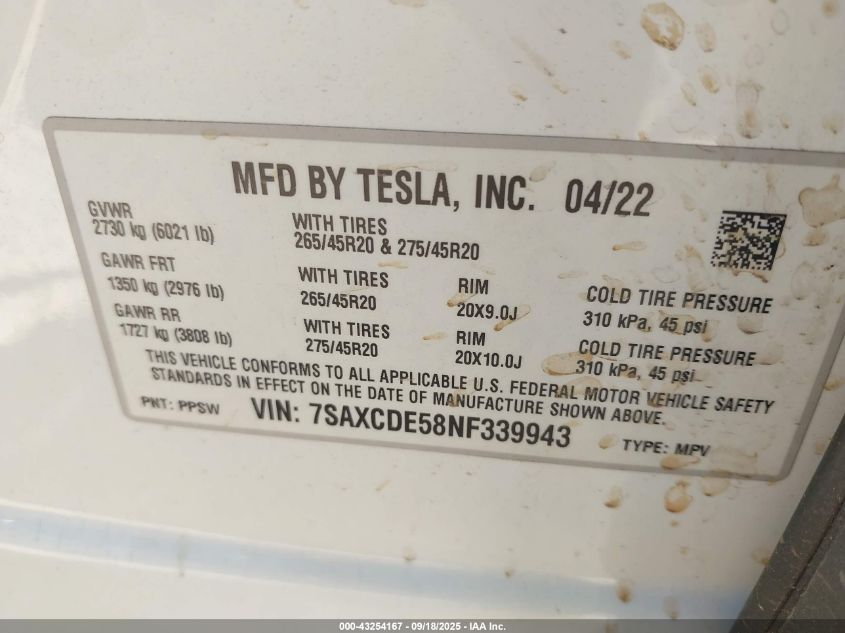 MFD BY TESLA, INC. 04/22
GVWR
2730 kg (6021 lb)
WITH TIRES
265/45R20 & 275/45R20
GAWR FRT
1350 kg (2976 lb)
WITH TIRES
265/45R20
RIM
20X9.0J
COLD TIRE PRESSURE
310 kPa, 45 psi
GAWR RR
1727 kg (3808 lb)
WITH TIRES
275/45R20
RIM
20X10.0J
COLD TIRE PRESSURE
310 kPa, 45 psi
THIS VEHICLE CONFORMS TO ALL APPLICABLE U.S. FEDERAL MOTOR VEHICLE SAFETY
STANDARDS IN EFFECT ON THE DATE OF MANUFACTURE SHOWN ABOVE.
PNT: PPSW VIN: 7SAXCDE58NF339943 TYPE: MPV
000-43254167 - 09/18/2025 - IAA Inc.